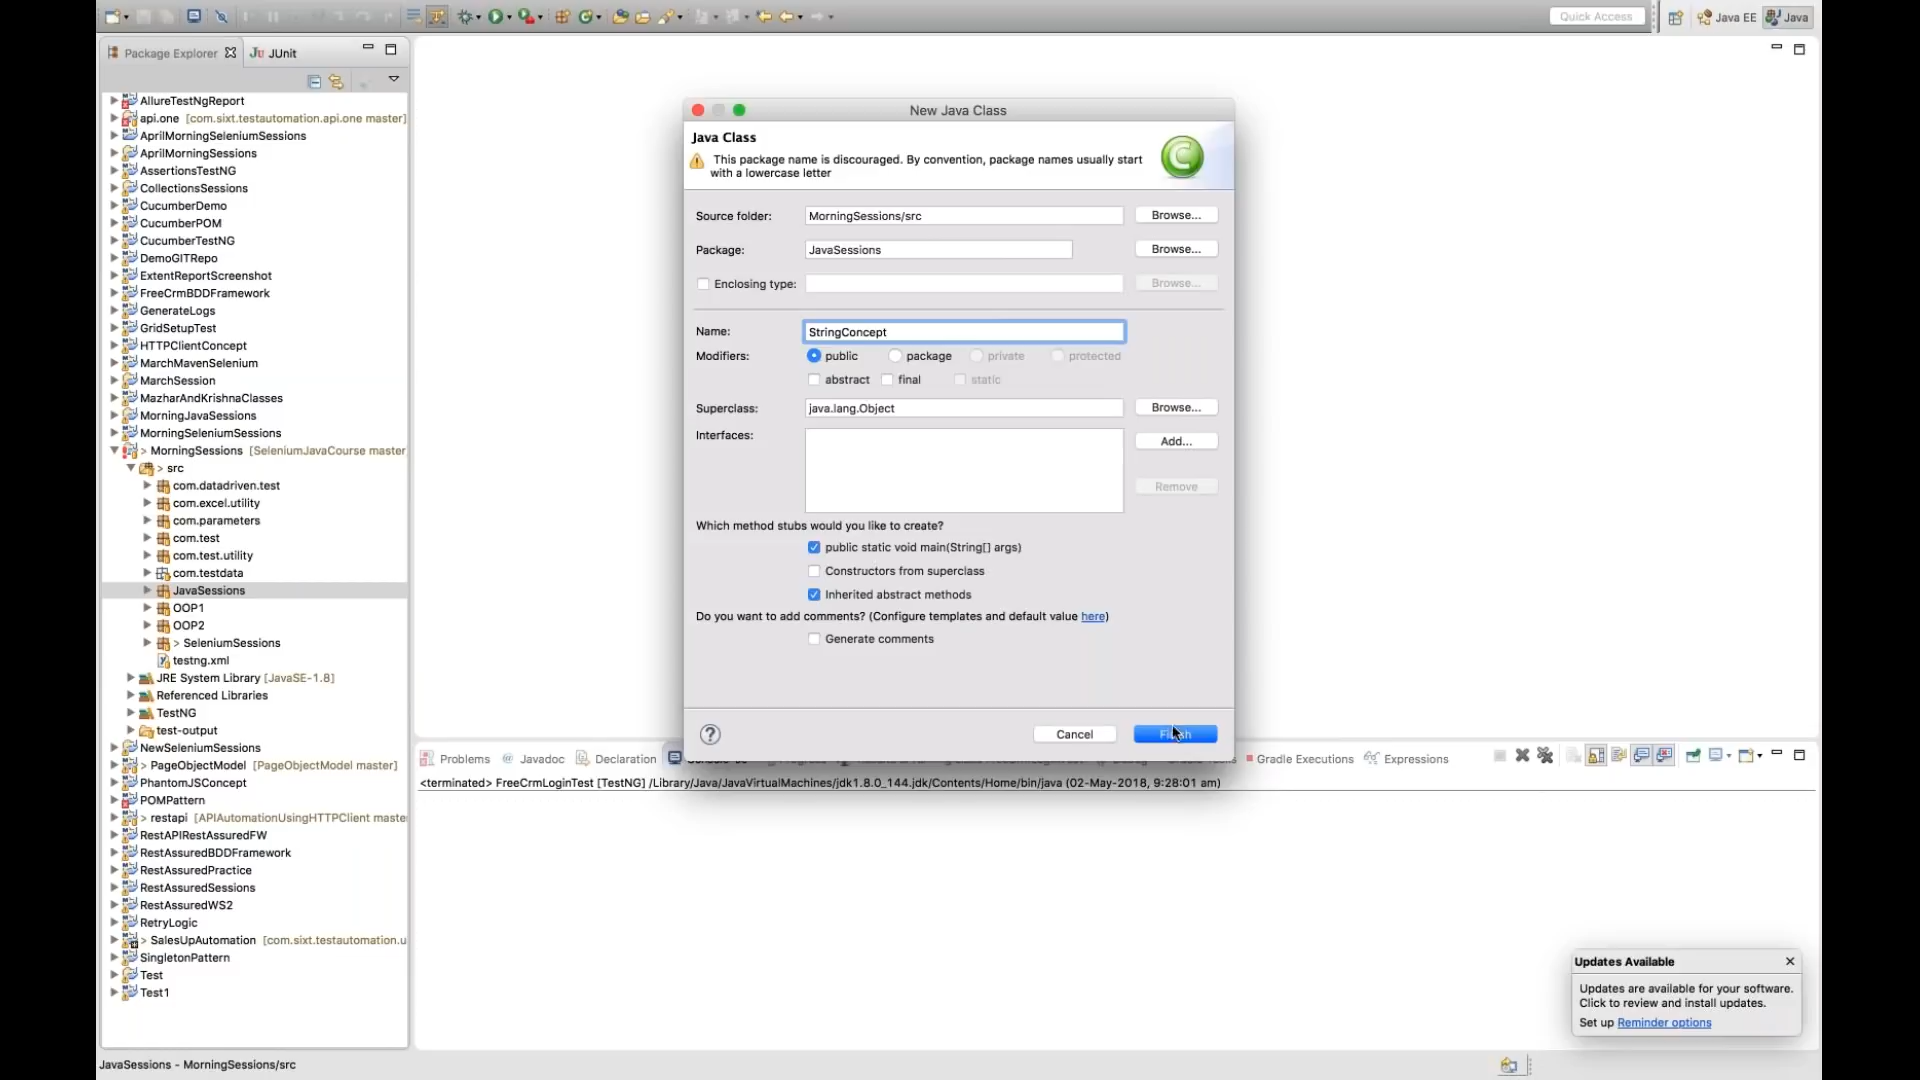 Quick Access
Java EE
Java
Package Explorer
JUnit
New Java Class
Java Class
This package name is discouraged. By convention, package names usually start
with a lowercase letter
Source folder:
MorningSessions/src
Browse...
Package:
JavaSessions
Browse...
Enclosing type:
Browse...
Name:
StringConcept
Modifiers:
public
package
private
protected
abstract
final
static
Superclass:
java.lang.Object
Browse...
Interfaces:
Add...
Remove
Which method stubs would you like to create?
public static void main(String[] args)
Constructors from superclass
Inherited abstract methods
Do you want to add comments? (Configure templates and default value here)
Generate comments
Cancel
AllureTestNgReport
api.one [com.sixt.testautomation.api.one master]
AprilMorningSeleniumSessions
AprilMorningSessions
AssertionsTestNG
CollectionsSessions
CucumberDemo
CucumberPOM
CucumberTestNG
DemoGITRepo
ExtentReportScreenshot
FreeCrmBDDFramework
GenerateLogs
GridSetupTest
HTTPClientConcept
MarchMavenSelenium
MarchSession
MazharAndKrishnaClasses
MorningJavaSessions
MorningSeleniumSessions
> MorningSessions [SeleniumJavaCourse master
> src
com.datadriven.test
com.excel.utility
com.parameters
com.test
com.test.utility
com.testdata
JavaSessions
OOP1
OOP2
> SeleniumSessions
testng.xml
JRE System Library [JavaSE-1.8]
Referenced Libraries
TestNG
test-output
NewSeleniumSessions
> PageObjectModel [PageObjectModel master]
PhantomJSConcept
POMPattern
> restapi [APIAutomationUsingHTTPClient maste
RestAPIRestAssuredFW
RestAssuredBDDFramework
RestAssuredPractice
RestAssuredSessions
RestAssuredWS2
RetryLogic
> SalesUpAutomation [com.sixt.testautomation.u
SingletonPattern
Test
Test1
Problems
Javadoc
Declaration
Gradle Executions
Expressions
<terminated> FreeCrmLoginTest [TestNG] /Library/Java/JavaVirtualMachines/jdk1.8.0_144.jdk/Contents/Home/bin/java (02-May-2018, 9:28:01 am)
Updates Available
Updates are available for your software.
Click to review and install updates.
Set up Reminder options
JavaSessions - MorningSessions/src